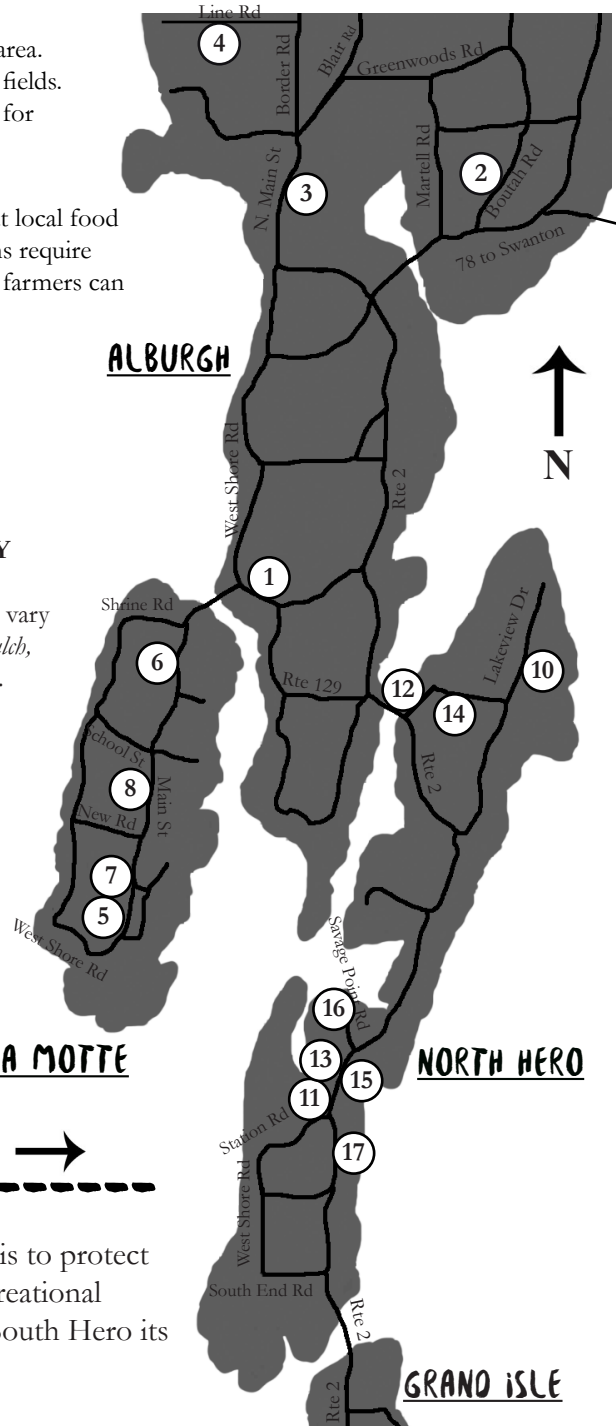 Line Rd
area.
fields.
for
4
Border Rd
Blair Rd
Greenwoods Rd
Martell Rd
2
Boutah Rd
N. Main St
3
t local food
ns require
farmers can
78 to Swanton
ALBURGH
N
West Shore Rd
Rte 2
Y
1
vary
Shrine Rd
ulch,
6
.
Lakeview Dr
10
Rte 129
12
14
School St
Rte 2
8
Main St
New Rd
7
5
West Shore Rd
Savage Point Rd
16
A MOTTE
13
15
NORTH HERO
11
Station Rd
17
West Shore Rd
is to protect
reational
South Hero its
South End Rd
Rte 2
GRAND iSLE
Rte 2